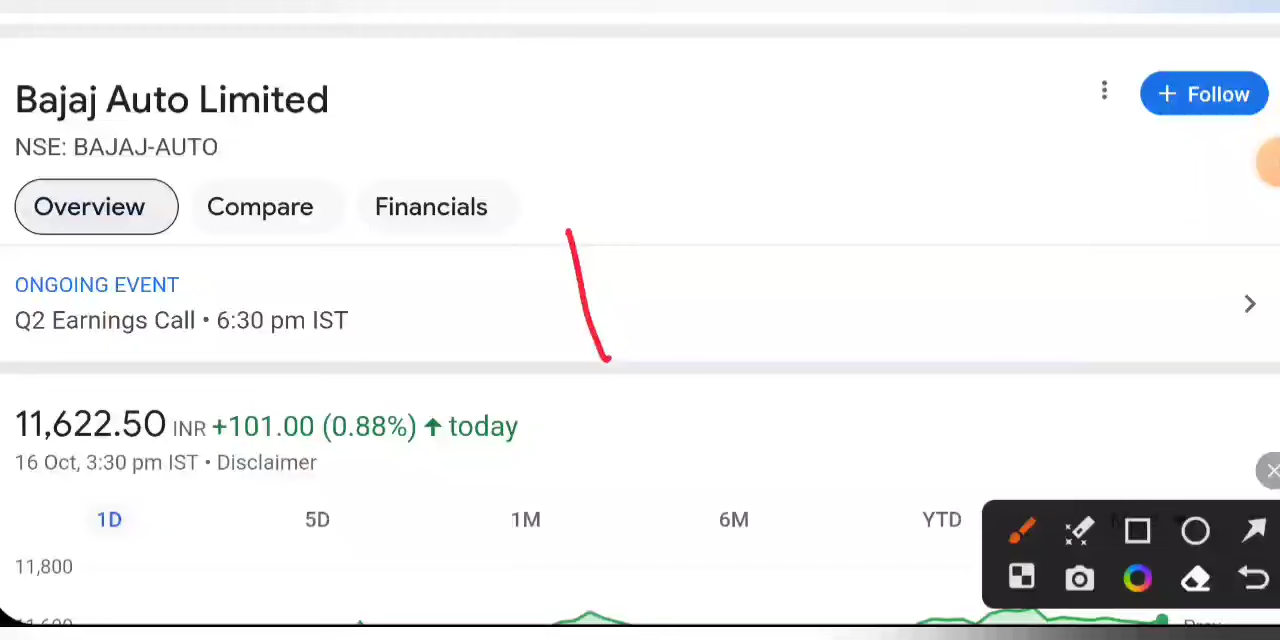 Bajaj Auto Limited
+ Follow
NSE: BAJAJ-AUTO
Overview Compare Financials
ONGOING EVENT
Q2 Earnings Call • 6:30 pm IST
11,622.50 INR +101.00 (0.88%) ↑ today
16 Oct, 3:30 pm IST • Disclaimer
1D 5D 1M 6M YTD
11,800